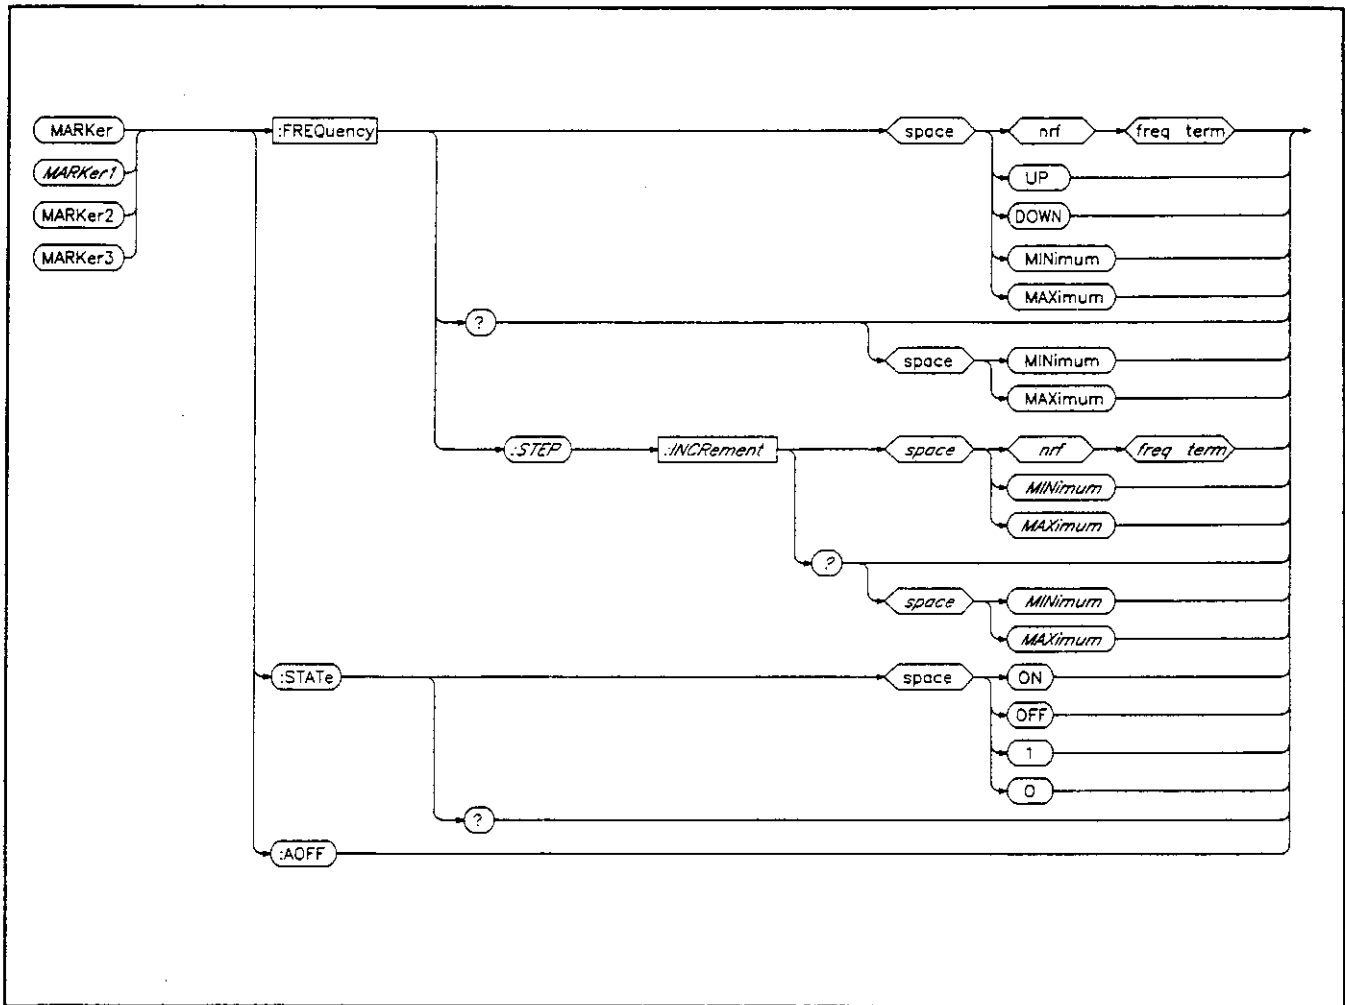 MARKer :FREQuency space nrf freq term
MARKer1 UP
MARKer2 DOWN
MARKer3 MINimum
MAXimum
?
space MINimum
MAXimum
:STEP :INCRement space nrf freq term
MINimum
MAXimum
?
space MINimum
MAXimum
:STATe space ON
OFF
1
0
?
:AOFF